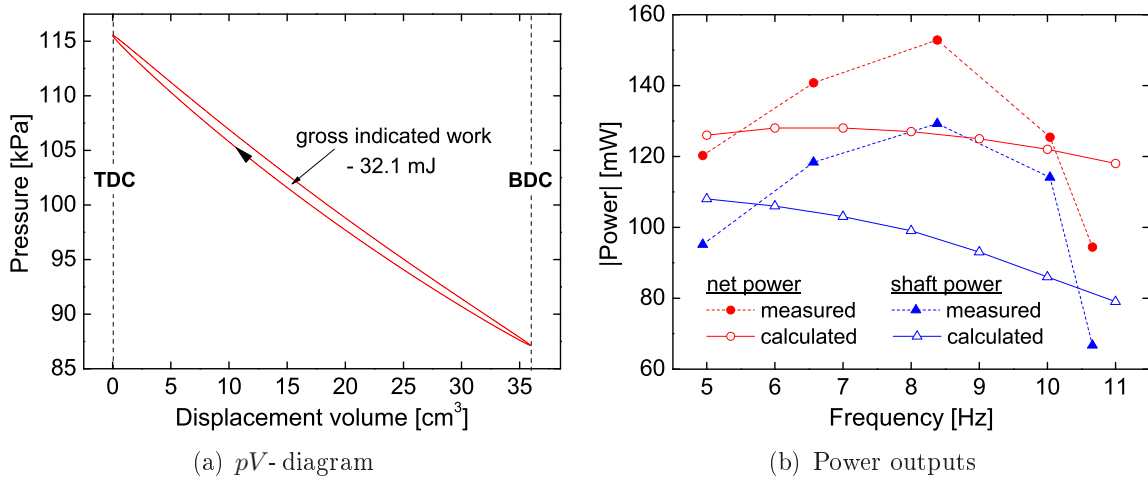 115
110
105
100
95
90
85
Pressure [kPa]
TDC
BDC
gross indicated work
- 32.1 mJ
0 5 10 15 20 25 30 35
Displacement volume [cm³]
(a) pV- diagram
160
140
120
100
80
60
|Power| [mW]
net power shaft power
measured measured
calculated calculated
5 6 7 8 9 10 11
Frequency [Hz]
(b) Power outputs